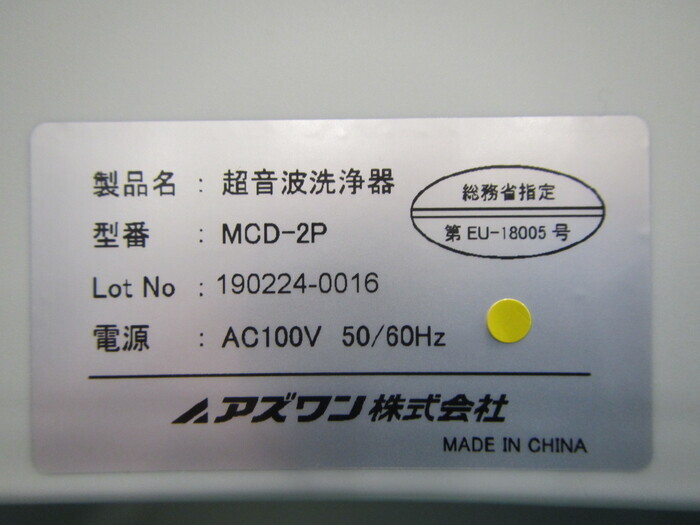 製品名 : 超音波洗浄器
総務省指定
型番 : MCD-2P
第 EU-18005 号
Lot No : 190224-0016
電源 : AC100V 50/60Hz
アズワン株式会社
MADE IN CHINA